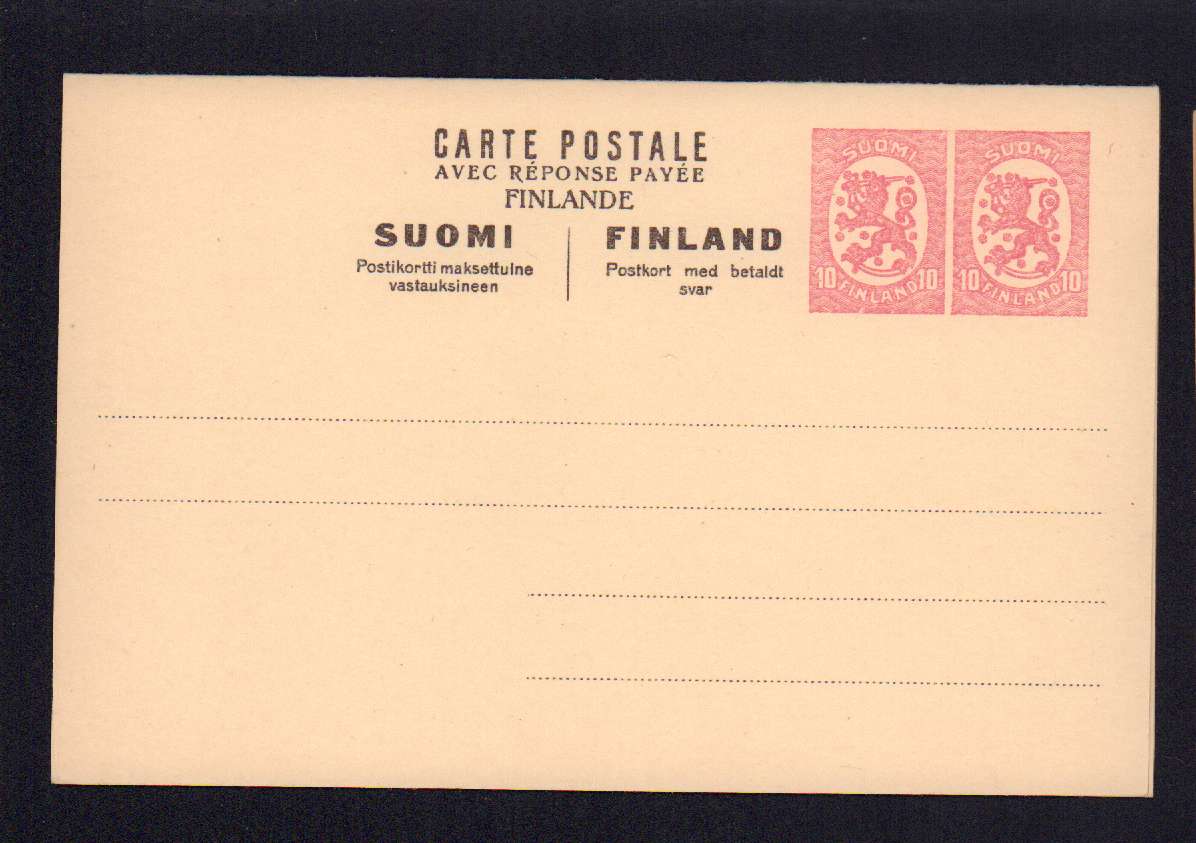 CARTE POSTALE
AVEC RÉPONSE PAYÉE
FINLANDE
SUOMI
Postikortti maksettuine
vastauksineen
FINLAND
Postkort med betaldt
svar
SUOMI
10 FINLAND 10
SUOMI
10 FINLAND 10